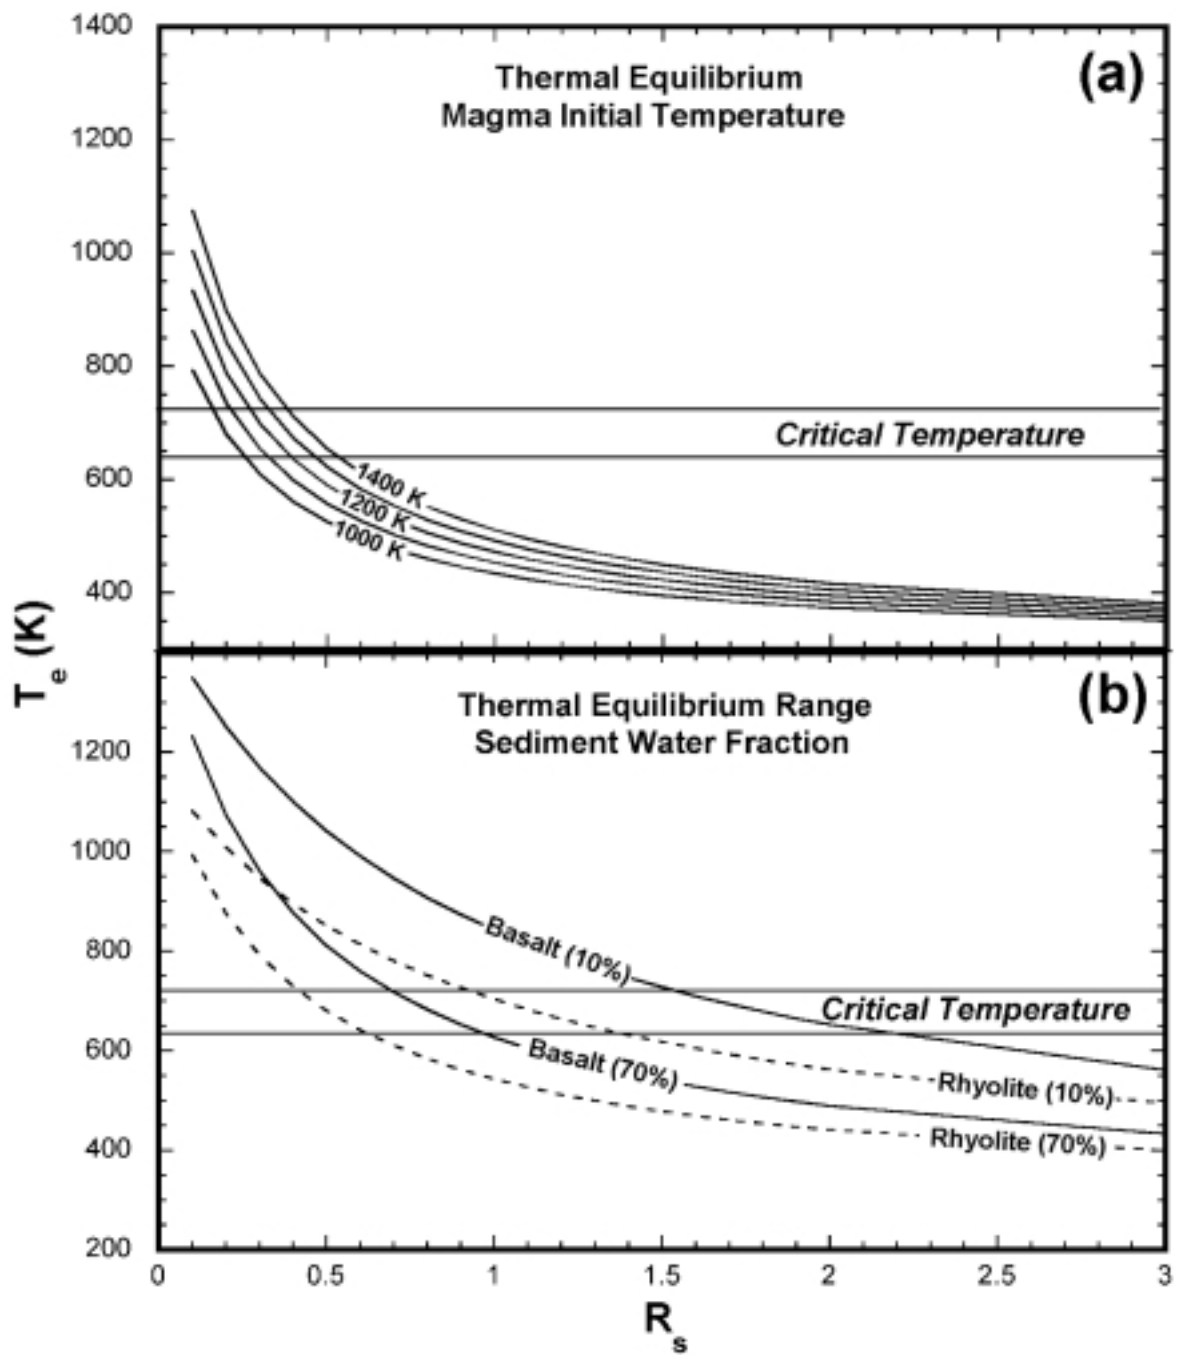 1400
(a)
Thermal Equilibrium
Magma Initial Temperature
1200
1000
800
Critical Temperature
600
1400 K
1200 K
1000 K
400
T_e (K)
(b)
Thermal Equilibrium Range
Sediment Water Fraction
1200
1000
Basalt (10%)
800
Critical Temperature
600
Basalt (70%)
Rhyolite (10%)
Rhyolite (70%)
400
200
0 0.5 1 1.5 2 2.5 3
R_s